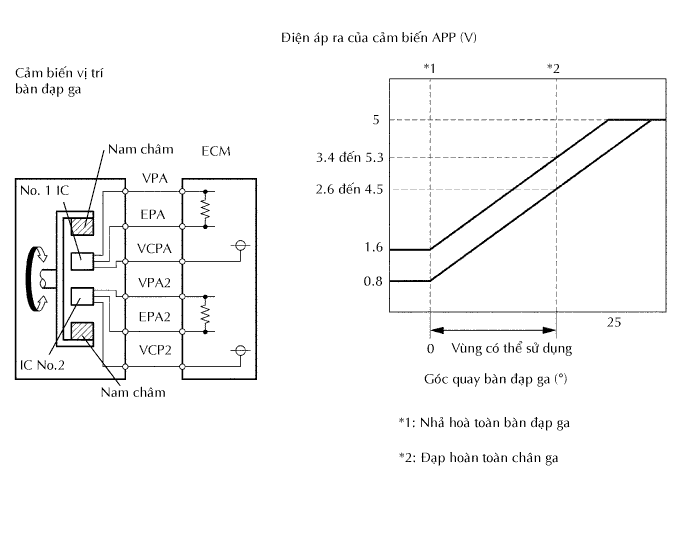 Điện áp ra của cảm biến APP (V)
Cảm biến vị trí
bàn đạp ga
Nam châm
ECM
No. 1 IC
VPA
EPA
VCPA
VPA2
EPA2
VCP2
IC No.2
Nam châm
*1
*2
5
3.4 đến 5.3
2.6 đến 4.5
1.6
0.8
25
0
Vùng có thể sử dụng
Góc quay bàn đạp ga (°)
*1: Nhả hoà toàn bàn đạp ga
*2: Đạp hoàn toàn chân ga